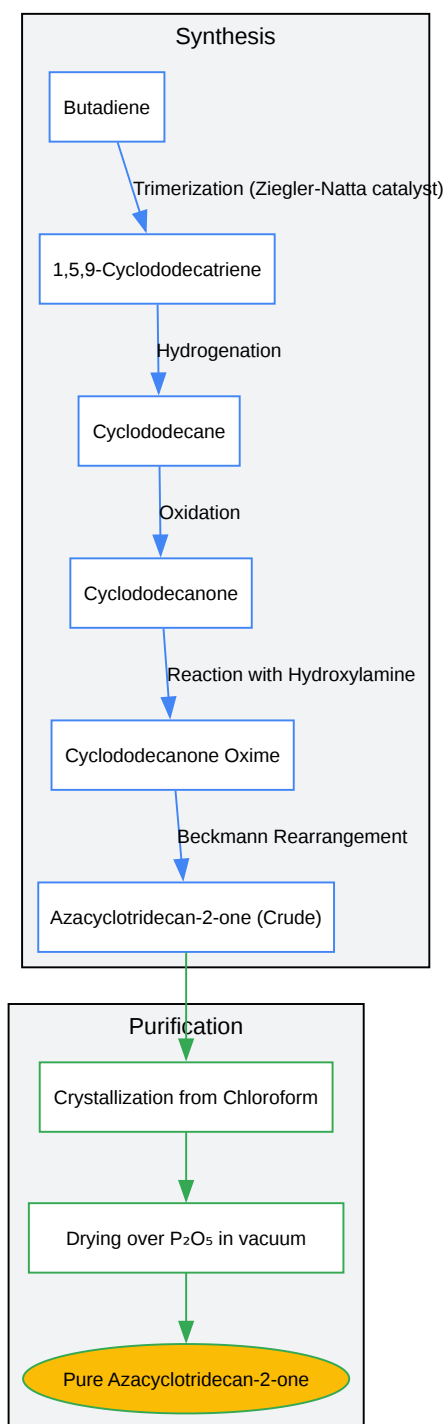 Synthesis
Butadiene
Trimerization (Ziegler-Natta catalyst)
1,5,9-Cyclododecatriene
Hydrogenation
Cyclododecane
Oxidation
Cyclododecanone
Reaction with Hydroxylamine
Cyclododecanone Oxime
Beckmann Rearrangement
Azacyclotridecan-2-one (Crude)
Purification
Crystallization from Chloroform
Drying over P₂O₅ in vacuum
Pure Azacyclotridecan-2-one